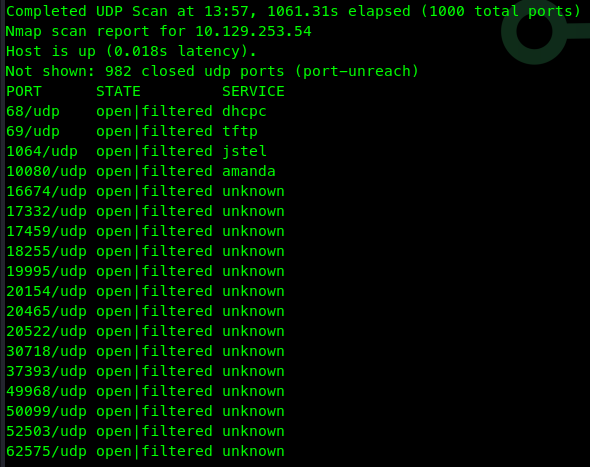 Completed UDP Scan at 13:57, 1061.31s elapsed (1000 total ports)
Nmap scan report for 10.129.253.54
Host is up (0.018s latency).
Not shown: 982 closed udp ports (port-unreach)
PORT      STATE         SERVICE
68/udp    open|filtered dhcpc
69/udp    open|filtered tftp
1064/udp  open|filtered jstel
10080/udp open|filtered amanda
16674/udp open|filtered unknown
17332/udp open|filtered unknown
17459/udp open|filtered unknown
18255/udp open|filtered unknown
19995/udp open|filtered unknown
20154/udp open|filtered unknown
20465/udp open|filtered unknown
20522/udp open|filtered unknown
30718/udp open|filtered unknown
37393/udp open|filtered unknown
49968/udp open|filtered unknown
50099/udp open|filtered unknown
52503/udp open|filtered unknown
62575/udp open|filtered unknown